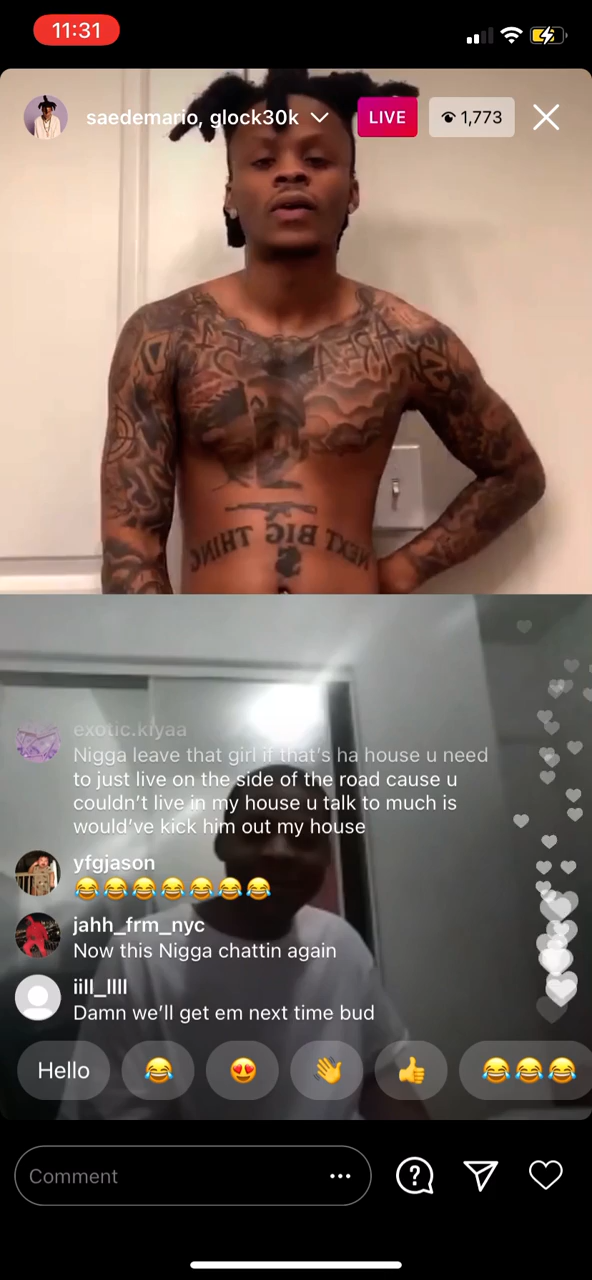 11:31
saedemario, glock30k
LIVE
1,773
AREA 51
NEXT BIG THING
exotic.kiyaa
Nigga leave that girl if that's ha house u need
to just live on the side of the road cause u
couldn't live in my house u talk to much is
would've kick him out my house
yfgjason
😂😂😂😂😂😂😂
jahh_frm_nyc
Now this Nigga chattin again
iill_llll
Damn we'll get em next time bud
Hello 😂 😍 👋 👍 😂😂😂
Comment